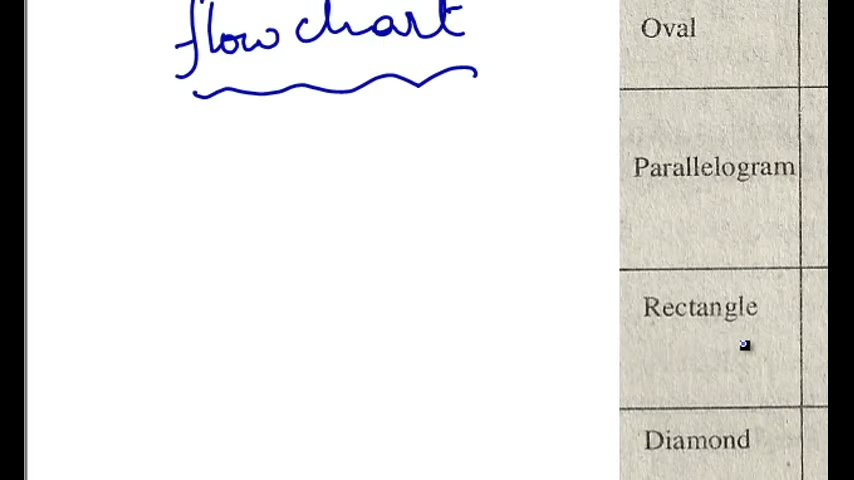 flow chart
Oval
Parallelogram
Rectangle
Diamond